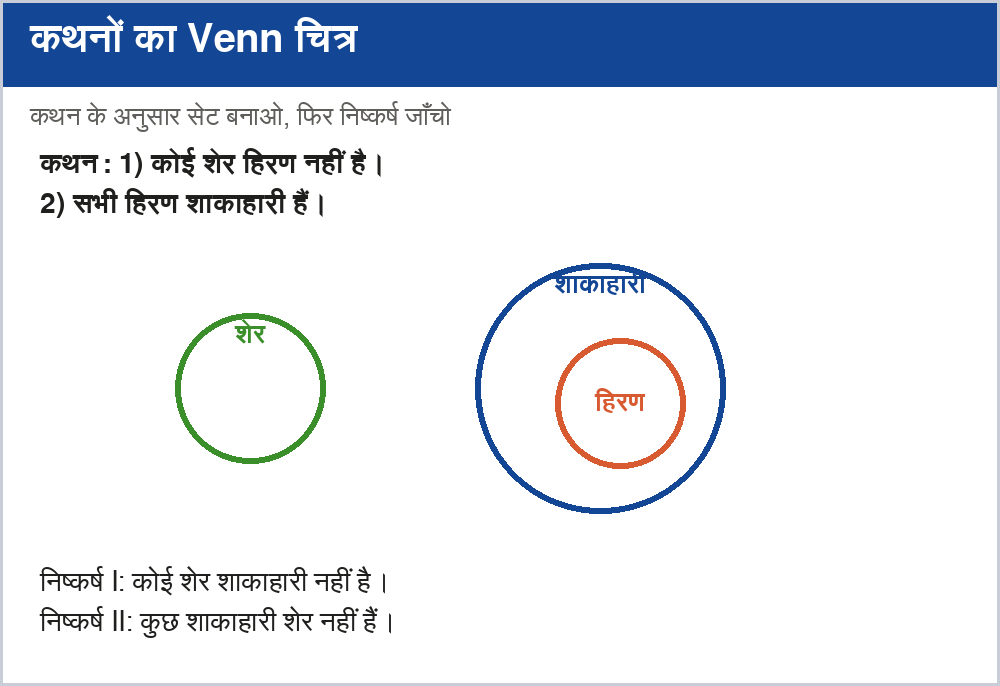 कथनों का Venn चित्र
कथन के अनुसार सेट बनाओ, फिर निष्कर्ष जाँचो
कथन: 1) कोई शेर हिरण नहीं है।
2) सभी हिरण शाकाहारी हैं।
शाकाहारी
शेर
हिरण
निष्कर्ष I: कोई शेर शाकाहारी नहीं है।
निष्कर्ष II: कुछ शाकाहारी शेर नहीं हैं।